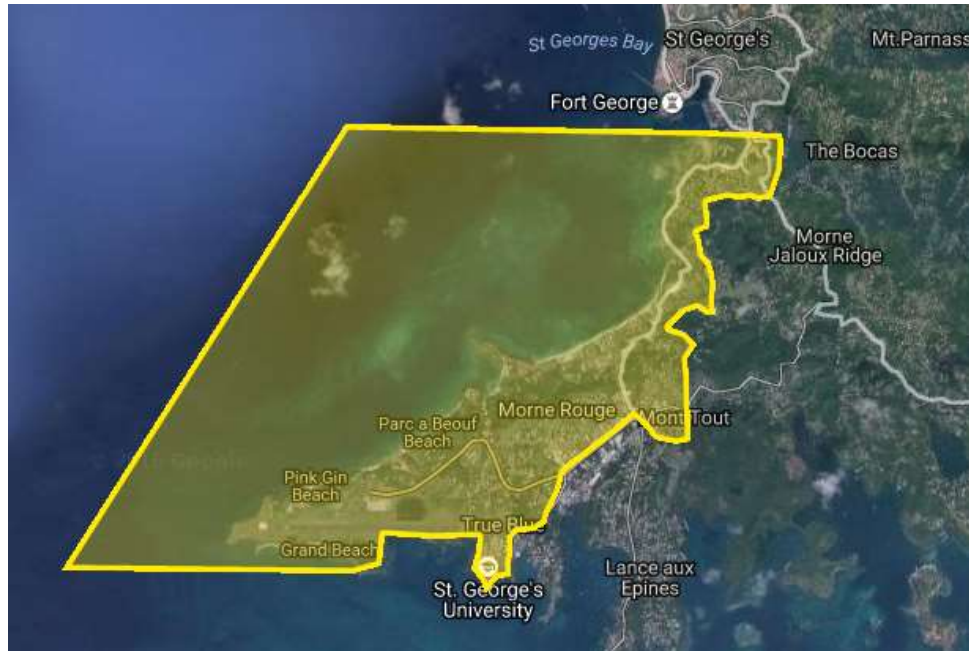 St Georges Bay
St George's
Mt.Parnass
Fort George
The Bocas
Morne
Jaloux Ridge
Morne Rouge
Mont Tout
Parc a Beouf
Beach
Pink Gin
Beach
True Blue
Grand Beach
Lance aux
Epines
St. George's
University